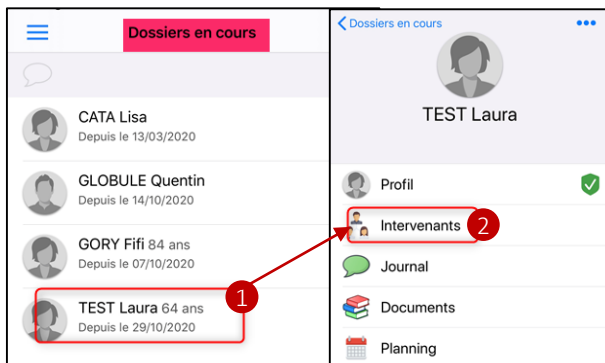 Dossiers en cours
CATA Lisa
Depuis le 13/03/2020
GLOBULE Quentin
Depuis le 14/10/2020
GORY Fifi 84 ans
Depuis le 07/10/2020
TEST Laura 64 ans
Depuis le 29/10/2020
1
Dossiers en cours
TEST Laura
Profil
Intervenants
2
Journal
Documents
Planning